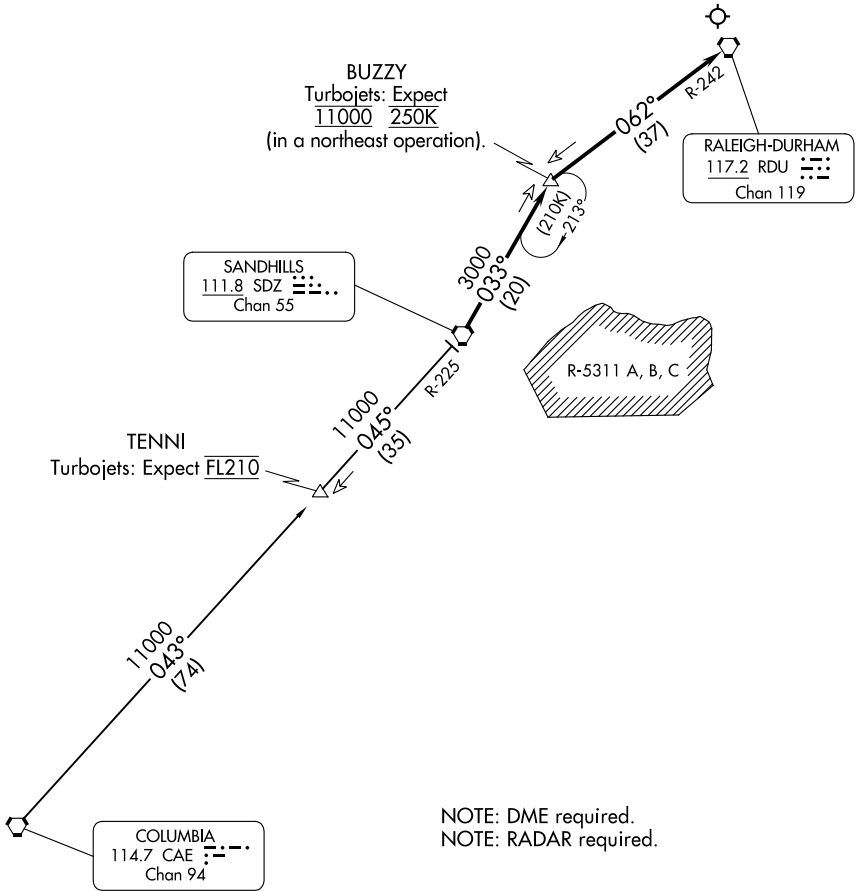 BUZZY
Turbojets: Expect
11000 250K
(in a northeast operation).
R-242
062°
(37)
RALEIGH-DURHAM
117.2 RDU
Chan 119
(210K)
213°
SANDHILLS
111.8 SDZ
Chan 55
3000
033°
(20)
R-5311 A, B, C
R-225
11000
045°
(35)
TENNI
Turbojets: Expect FL210
11000
043°
(74)
COLUMBIA
114.7 CAE
Chan 94
NOTE: DME required.
NOTE: RADAR required.